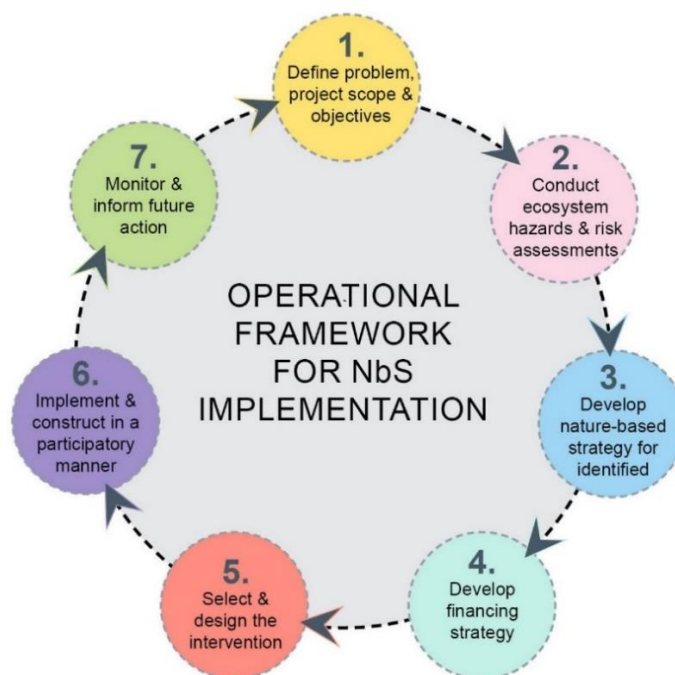 1.
Define problem,
project scope &
objectives
2.
Conduct
ecosystem
hazards & risk
assessments
3.
Develop
nature-based
strategy for
identified
4.
Develop
financing
strategy
5.
Select &
design the
intervention
6.
Implement &
construct in a
participatory
manner
7.
Monitor &
inform future
action
OPERATIONAL
FRAMEWORK
FOR NbS
IMPLEMENTATION